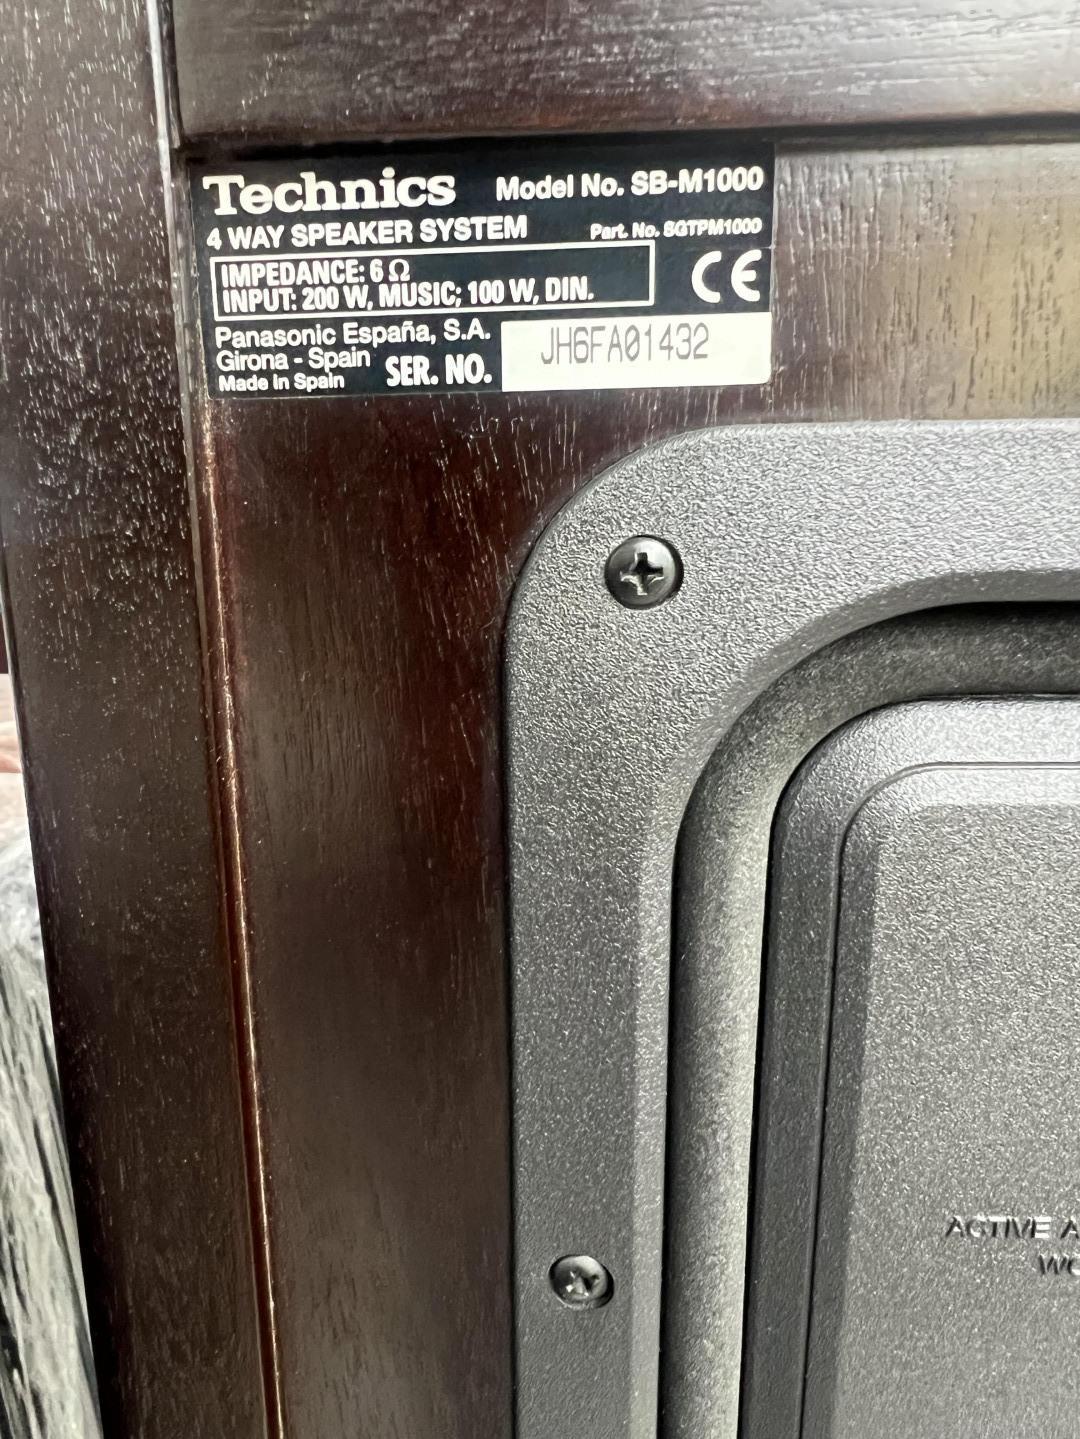 Technics Model No. SB-M1000
4 WAY SPEAKER SYSTEM Part. No. SGTPM1000
IMPEDANCE: 6 Ω
INPUT: 200 W, MUSIC; 100 W, DIN.
CE
Panasonic España, S.A.
Girona - Spain
Made in Spain
SER. NO. JH6FA01432
ACTIVE